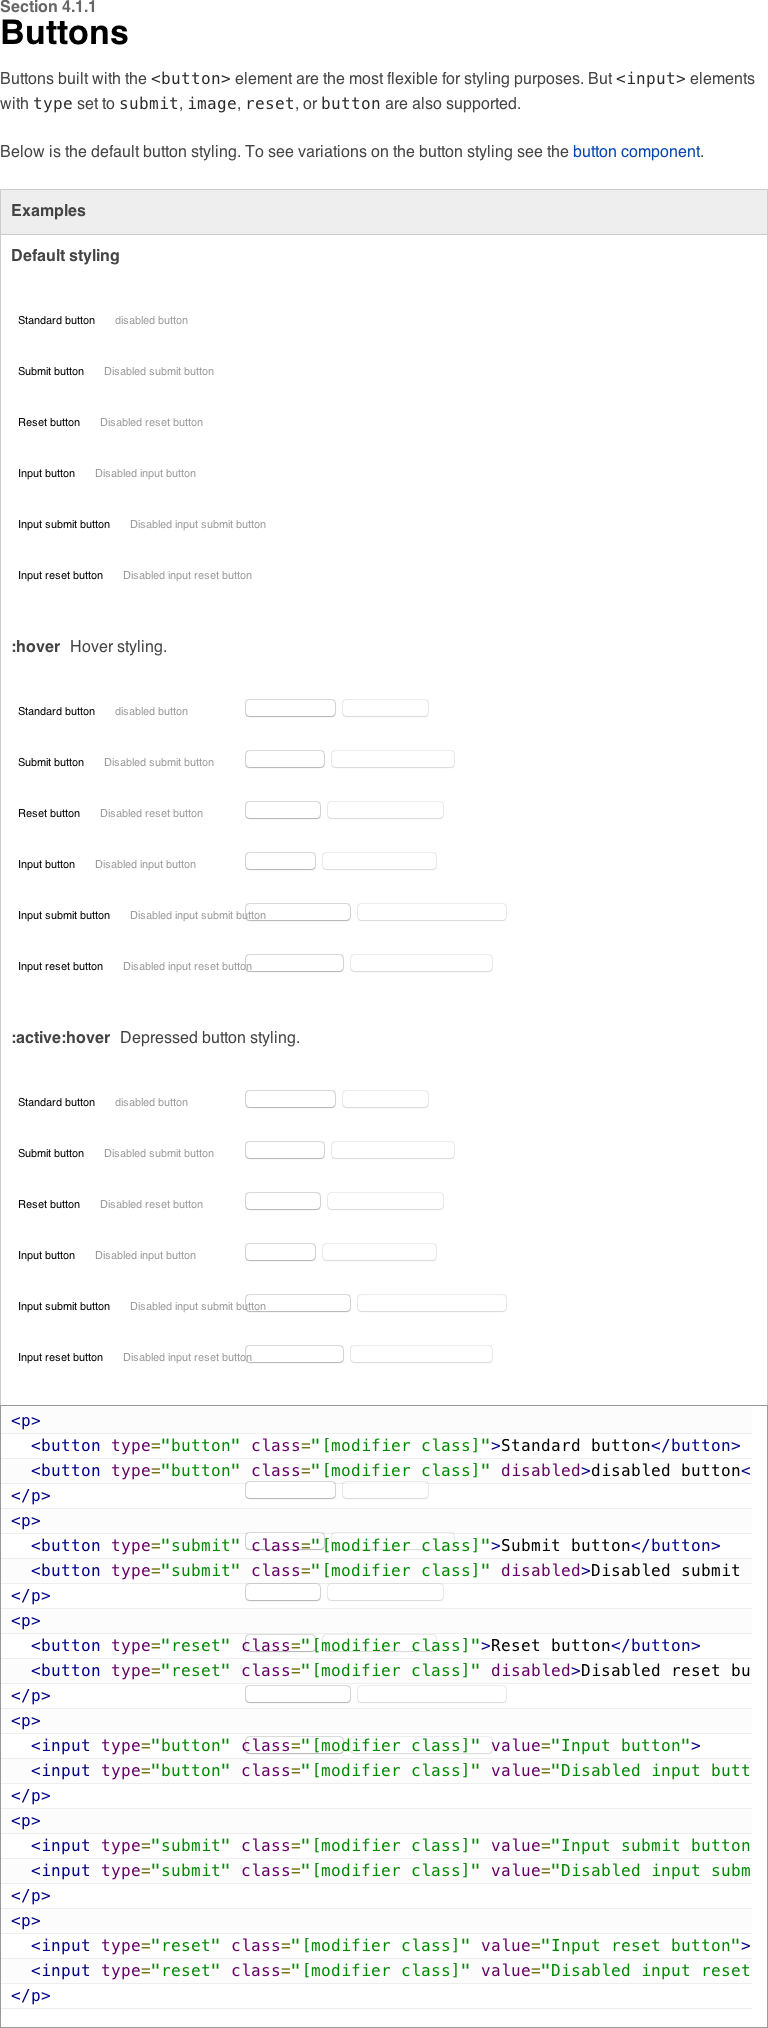 Section 4.1.1
Buttons
Buttons built with the <button> element are the most flexible for styling purposes. But <input> elements
with type set to submit, image, reset, or button are also supported.
Below is the default button styling. To see variations on the button styling see the button component.
Examples
Default styling
Standard button disabled button
Submit button Disabled submit button
Reset button Disabled reset button
Input button Disabled input button
Input submit button Disabled input submit button
Input reset button Disabled input reset button
:hover Hover styling.
Standard button disabled button
Submit button Disabled submit button
Reset button Disabled reset button
Input button Disabled input button
Input submit button Disabled input submit button
Input reset button Disabled input reset button
:active:hover Depressed button styling.
Standard button disabled button
Submit button Disabled submit button
Reset button Disabled reset button
Input button Disabled input button
Input submit button Disabled input submit button
Input reset button Disabled input reset button
<p>
<button type="button" class="[modifier class]">Standard button</button>
<button type="button" class="[modifier class]" disabled>disabled button<
</p>
<p>
<button type="submit" class="[modifier class]">Submit button</button>
<button type="submit" class="[modifier class]" disabled>Disabled submit
</p>
<p>
<button type="reset" class="[modifier class]">Reset button</button>
<button type="reset" class="[modifier class]" disabled>Disabled reset bu
</p>
<p>
<input type="button" class="[modifier class]" value="Input button">
<input type="button" class="[modifier class]" value="Disabled input butt
</p>
<p>
<input type="submit" class="[modifier class]" value="Input submit button
<input type="submit" class="[modifier class]" value="Disabled input subm
</p>
<p>
<input type="reset" class="[modifier class]" value="Input reset button">
<input type="reset" class="[modifier class]" value="Disabled input reset
</p>